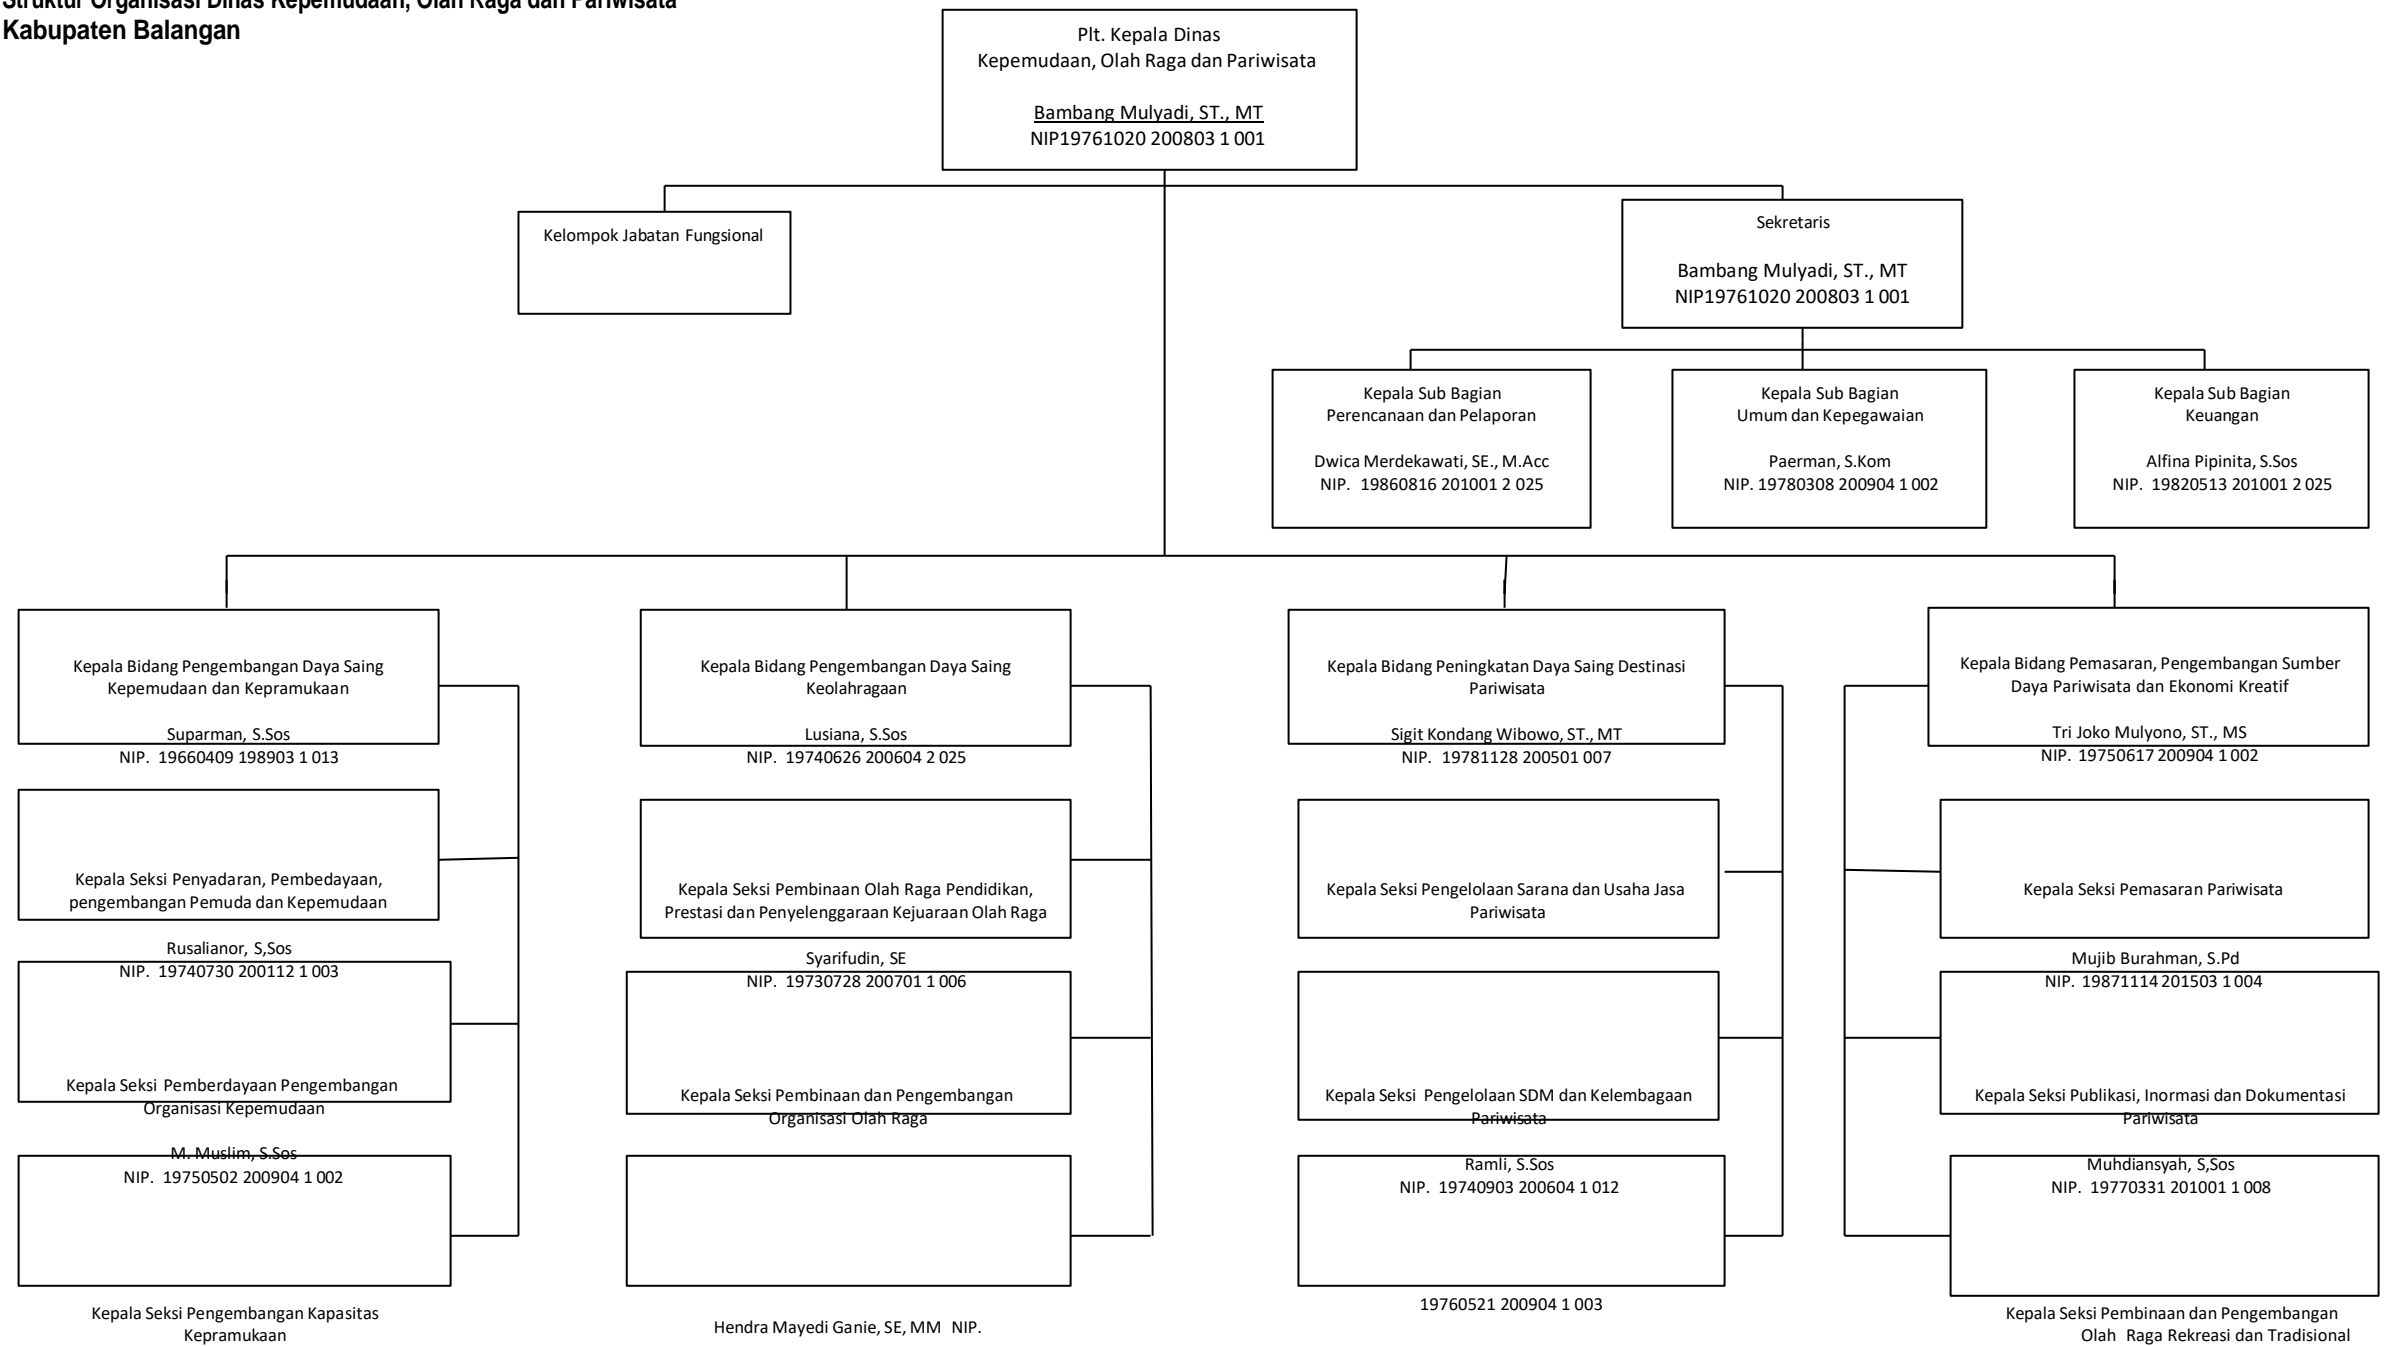 Struktur Organisasi Dinas Kepemudaan, Olah Raga dan Pariwisata
Kabupaten Balangan
Plt. Kepala Dinas
Kepemudaan, Olah Raga dan Pariwisata
Bambang Mulyadi, ST., MT
NIP19761020 200803 1 001
Kelompok Jabatan Fungsional
Sekretaris
Bambang Mulyadi, ST., MT
NIP19761020 200803 1 001
Kepala Sub Bagian
Perencanaan dan Pelaporan
Dwica Merdekawati, SE., M.Acc
NIP. 19860816 201001 2 025
Kepala Sub Bagian
Umum dan Kepegawaian
Paerman, S.Kom
NIP. 19780308 200904 1 002
Kepala Sub Bagian
Keuangan
Alfina Pipinita, S.Sos
NIP. 19820513 201001 2 025
Kepala Bidang Pengembangan Daya Saing
Kepemudaan dan Kepramukaan
Suparman, S.Sos
NIP. 19660409 198903 1 013
Kepala Seksi Penyadaran, Pembedayaan,
pengembangan Pemuda dan Kepemudaan
Rusalianor, S,Sos
NIP. 19740730 200112 1 003
Kepala Seksi Pemberdayaan Pengembangan
Organisasi Kepemudaan
M. Muslim, S.Sos
NIP. 19750502 200904 1 002
Kepala Seksi Pengembangan Kapasitas
Kepramukaan
Kepala Bidang Pengembangan Daya Saing
Keolahragaan
Lusiana, S.Sos
NIP. 19740626 200604 2 025
Kepala Seksi Pembinaan Olah Raga Pendidikan,
Prestasi dan Penyelenggaraan Kejuaraan Olah Raga
Syarifudin, SE
NIP. 19730728 200701 1 006
Kepala Seksi Pembinaan dan Pengembangan
Organisasi Olah Raga
Hendra Mayedi Ganie, SE, MM NIP.
Kepala Bidang Peningkatan Daya Saing Destinasi
Pariwisata
Sigit Kondang Wibowo, ST., MT
NIP. 19781128 200501 007
Kepala Seksi Pengelolaan Sarana dan Usaha Jasa
Pariwisata
Kepala Seksi Pengelolaan SDM dan Kelembagaan
Pariwisata
Ramli, S.Sos
NIP. 19740903 200604 1 012
19760521 200904 1 003
Kepala Bidang Pemasaran, Pengembangan Sumber
Daya Pariwisata dan Ekonomi Kreatif
Tri Joko Mulyono, ST., MS
NIP. 19750617 200904 1 002
Kepala Seksi Pemasaran Pariwisata
Mujib Burahman, S.Pd
NIP. 19871114 201503 1 004
Kepala Seksi Publikasi, Inormasi dan Dokumentasi
Pariwisata
Muhdiansyah, S,Sos
NIP. 19770331 201001 1 008
Kepala Seksi Pembinaan dan Pengembangan
Olah Raga Rekreasi dan Tradisional